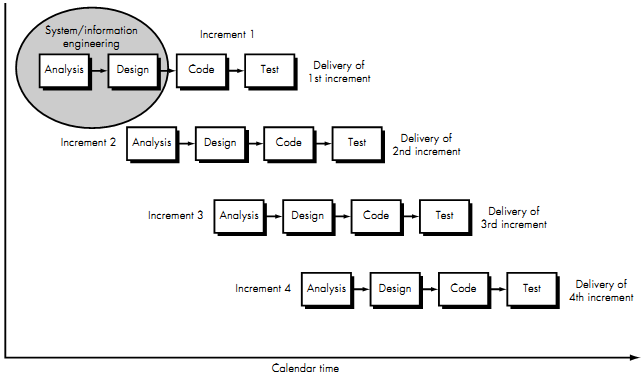 System/information
engineering
Increment 1
Analysis
Design
Code
Test
Delivery of
1st increment
Increment 2
Analysis
Design
Code
Test
Delivery of
2nd increment
Increment 3
Analysis
Design
Code
Test
Delivery of
3rd increment
Increment 4
Analysis
Design
Code
Test
Delivery of
4th increment
Calendar time